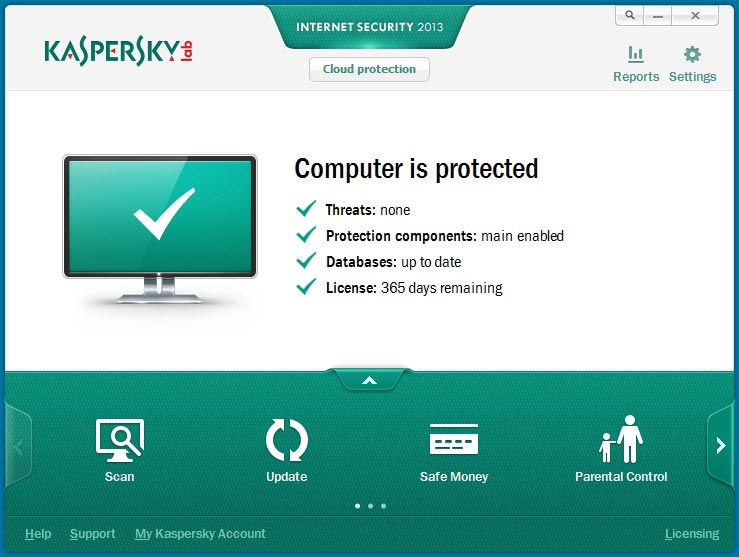 KASPERSKY lab
INTERNET SECURITY 2013
Cloud protection
Reports
Settings
Computer is protected
Threats: none
Protection components: main enabled
Databases: up to date
License: 365 days remaining
Scan
Update
Safe Money
Parental Control
Help
Support
My Kaspersky Account
Licensing